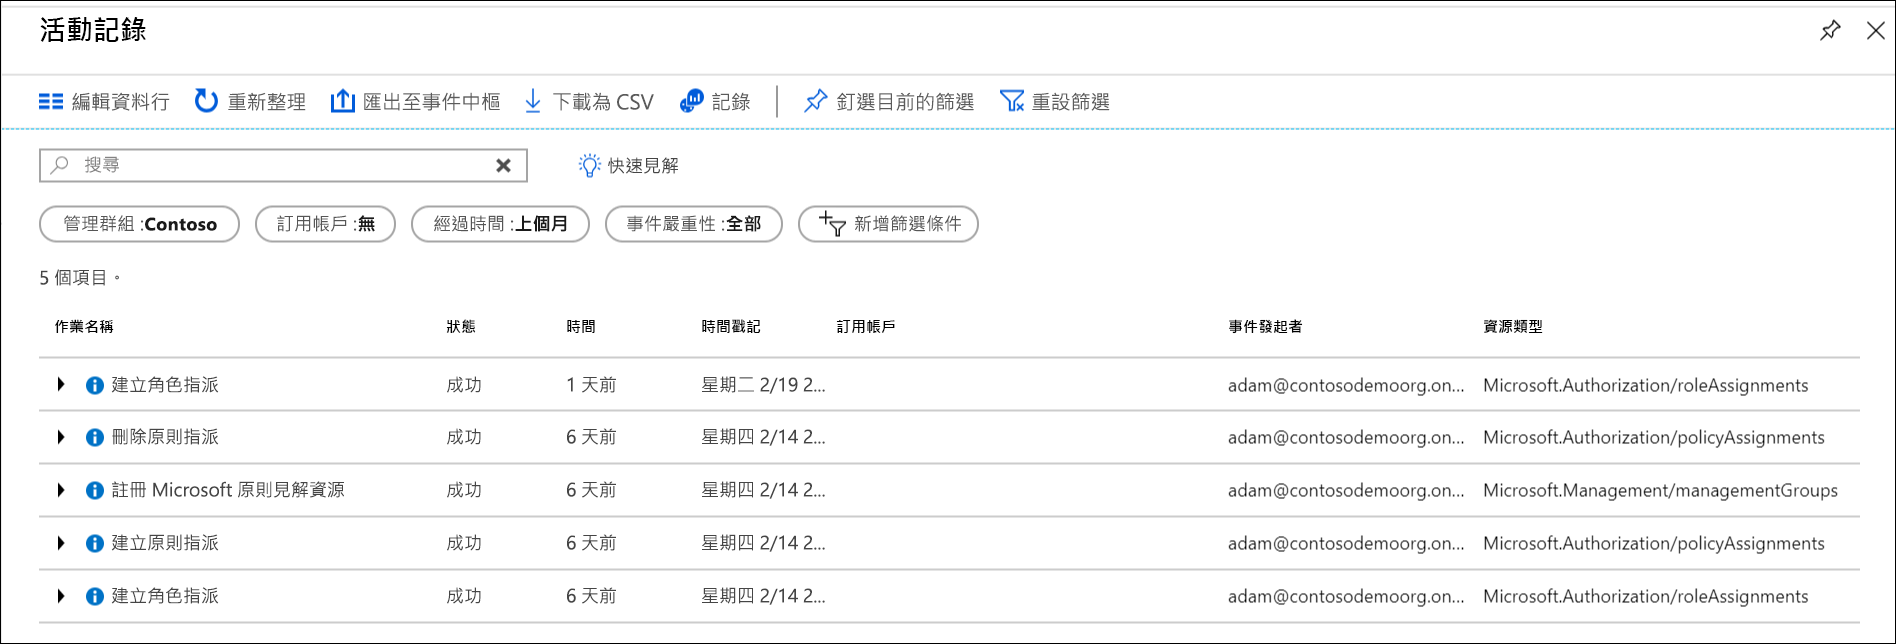 活動記錄
編輯資料行 重新整理 匯出至事件中樞 下載為 CSV 記錄 釘選目前的篩選 重設篩選
搜尋 快速見解
管理群組 :Contoso 訂用帳戶 :無 經過時間 :上個月 事件嚴重性 :全部 新增篩選條件
5 個項目。
作業名稱 狀態 時間 時間戳記 訂用帳戶 事件發起者 資源類型
建立角色指派 成功 1 天前 星期二 2/19 2... adam@contosodemoorg.on... Microsoft.Authorization/roleAssignments
刪除原則指派 成功 6 天前 星期四 2/14 2... adam@contosodemoorg.on... Microsoft.Authorization/policyAssignments
註冊 Microsoft 原則見解資源 成功 6 天前 星期四 2/14 2... adam@contosodemoorg.on... Microsoft.Management/managementGroups
建立原則指派 成功 6 天前 星期四 2/14 2... adam@contosodemoorg.on... Microsoft.Authorization/policyAssignments
建立角色指派 成功 6 天前 星期四 2/14 2... adam@contosodemoorg.on... Microsoft.Authorization/roleAssignments